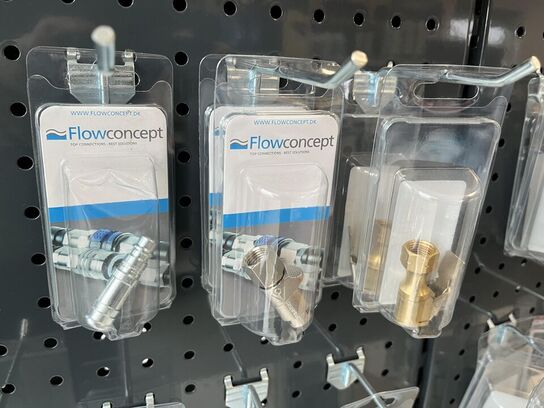 WWW.FLOWCONCEPT.DK
Flowconcept
TOP CONNECTIONS - BEST SOLUTIONS
WWW.FLOWCONCEPT.DK
Flowconcept
TOP CONNECTIONS - BEST SOLUTIONS